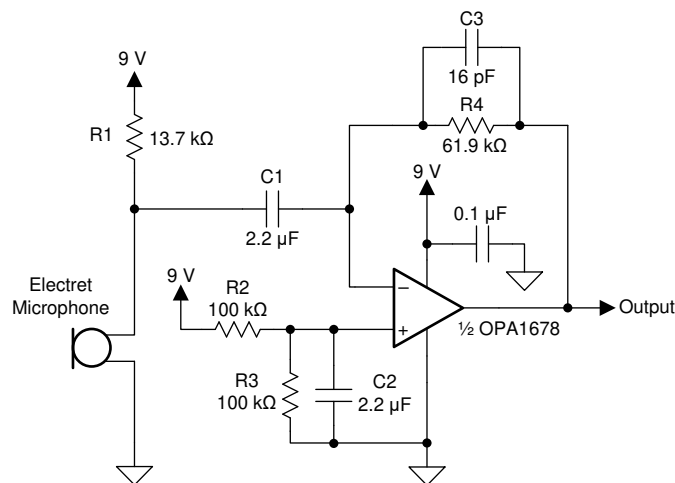 C3
16 pF
R4
61.9 kΩ
9 V
R1
13.7 kΩ
C1
2.2 µF
9 V
0.1 µF
Electret
Microphone
9 V
R2
100 kΩ
R3
100 kΩ
C2
2.2 µF
–
+
½ OPA1678
Output